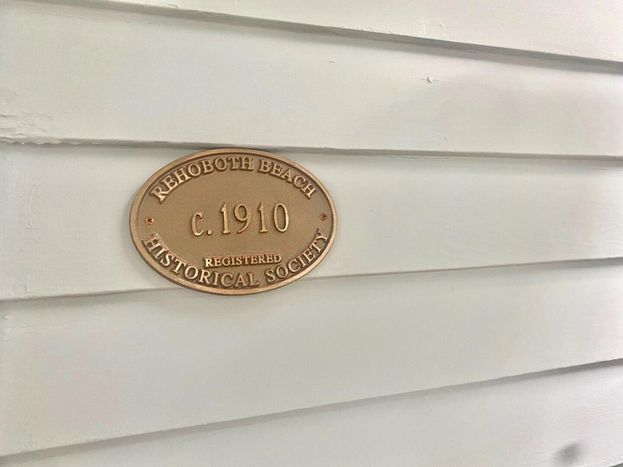 REHOBOTH BEACH
c. 1910
REGISTERED
HISTORICAL SOCIETY